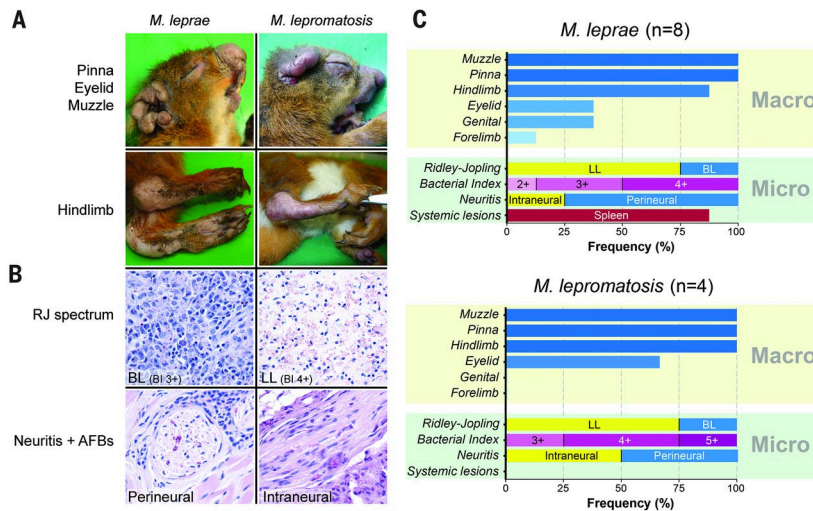 A
M. leprae
M. lepromatosis
Pinna
Eyelid
Muzzle
Hindlimb
B
RJ spectrum
BL (BI 3+)
LL (BI 4+)
Neuritis + AFBs
Perineural
Intraneural
C
M. leprae (n=8)
Muzzle
Pinna
Hindlimb
Eyelid
Genital
Forelimb
Macro
Ridley-Jopling LL BL
Bacterial Index 2+ 3+ 4+
Neuritis Intraneural Perineural
Systemic lesions Spleen
Micro
0 25 50 75 100
Frequency (%)
M. lepromatosis (n=4)
Muzzle
Pinna
Hindlimb
Eyelid
Genital
Forelimb
Macro
Ridley-Jopling LL BL
Bacterial Index 3+ 4+ 5+
Neuritis Intraneural Perineural
Systemic lesions
Micro
0 25 50 75 100
Frequency (%)